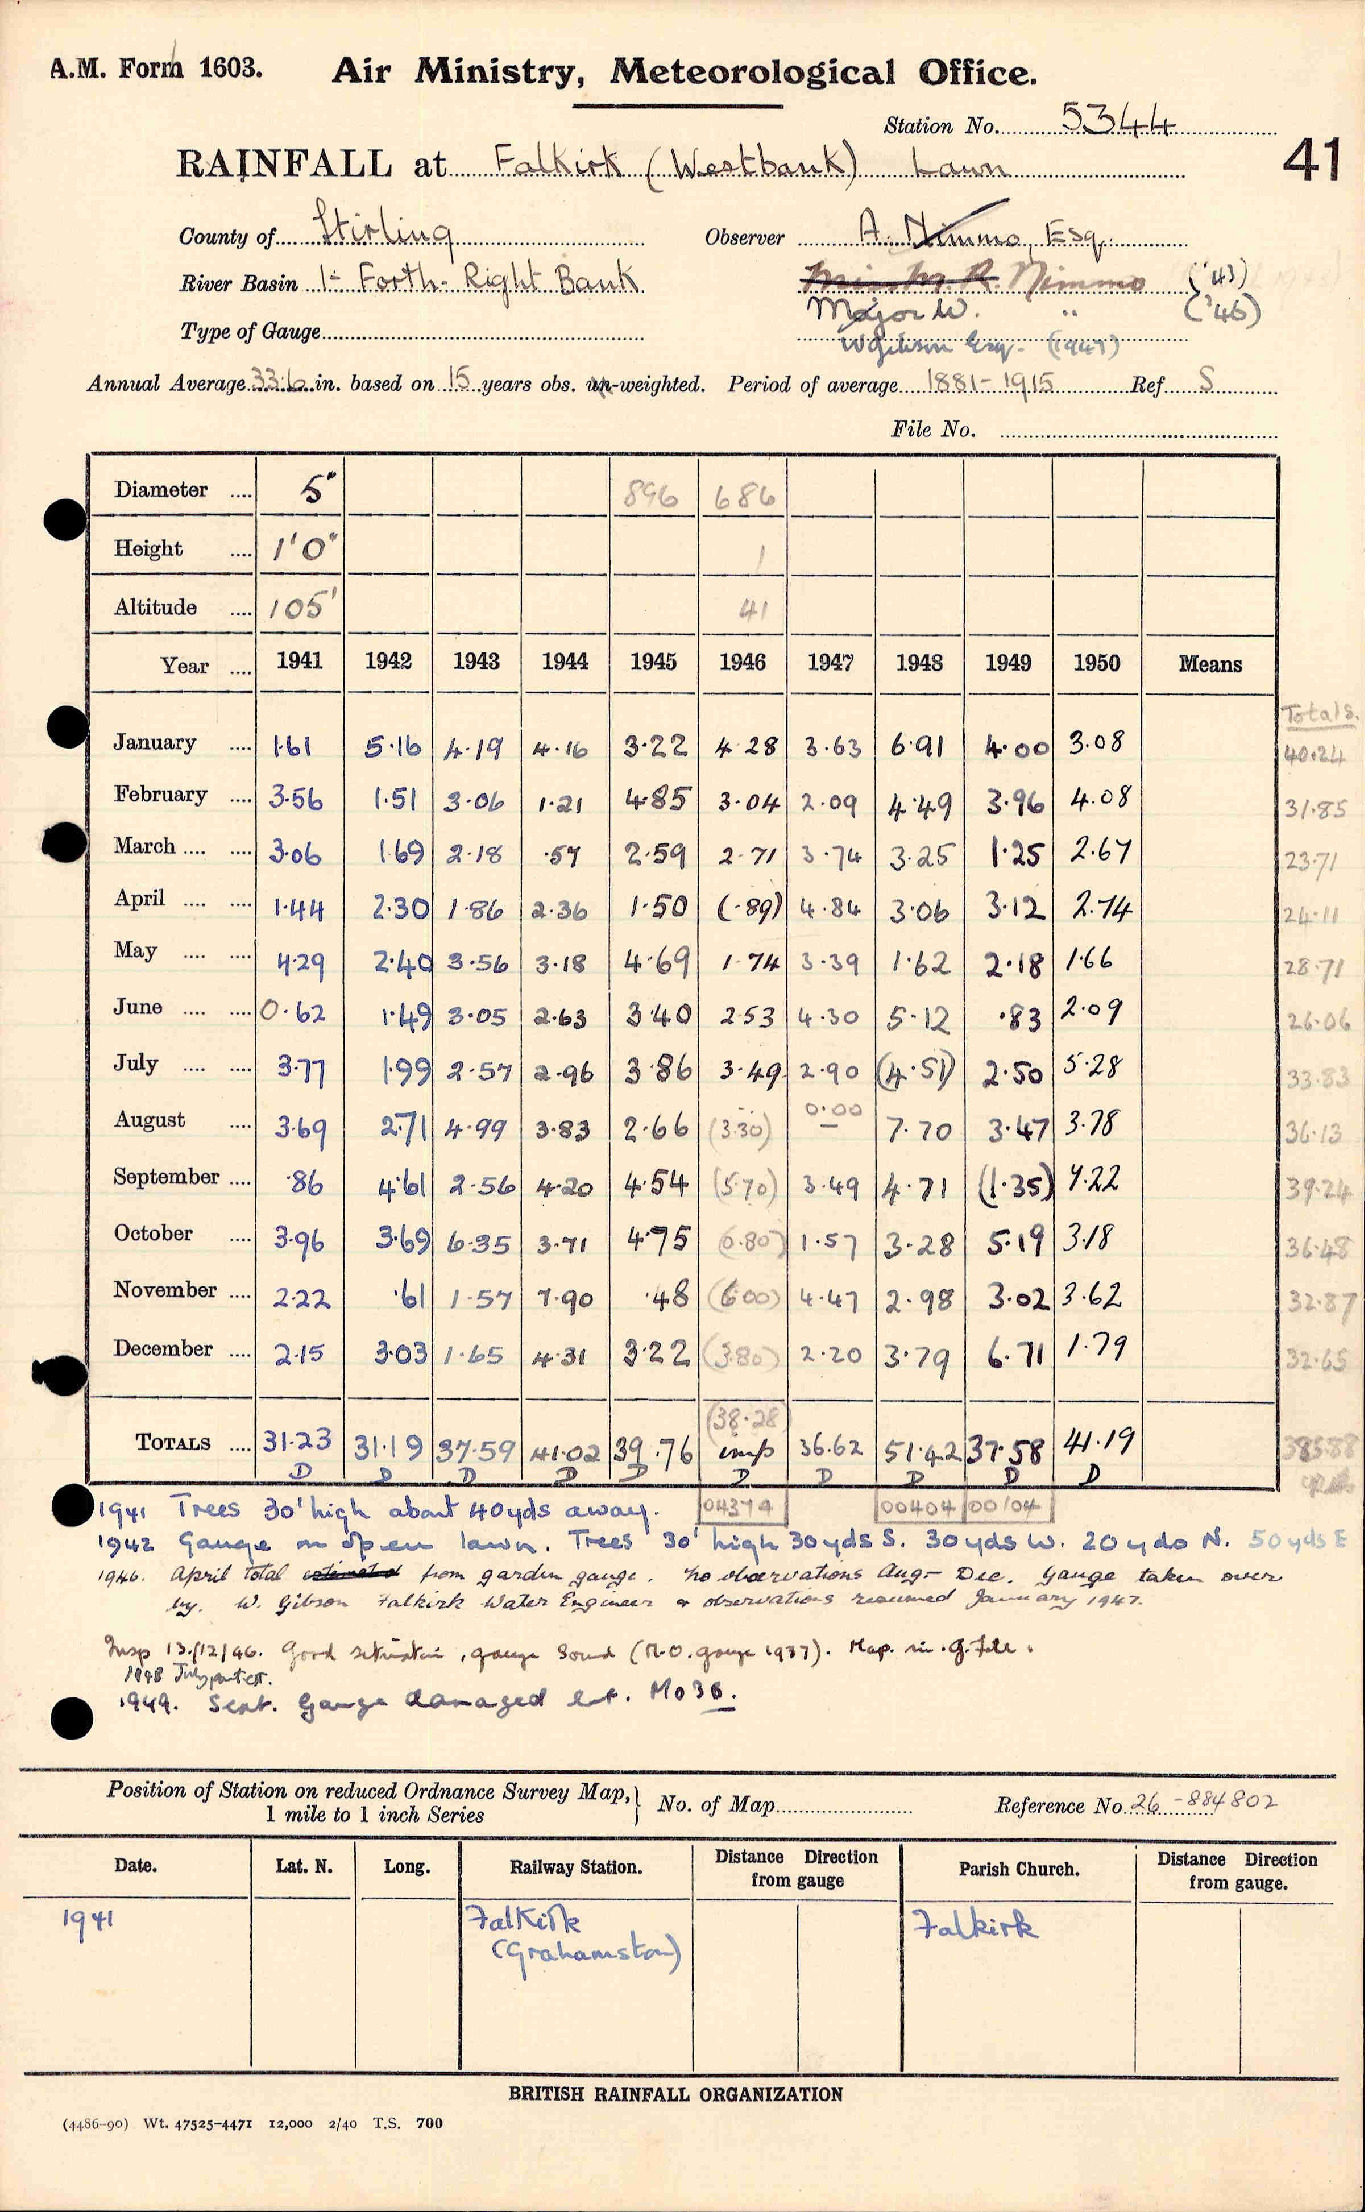 A.M. Form 1603. Air Ministry, Meteorological Office.
Station No. 5344
41
RAINFALL at Falkirk (Westbank) Lawn
County of Stirling Observer A. Nimmo, Esq.
River Basin 1= Forth- Right Bank Miss M. A. Nimmo ('43)
Major W. " ('46)
Type of Gauge
W Gibson Esq. (1947)
Annual Average 33.6 in. based on 15 years obs. un-weighted. Period of average 1881-1915 Ref S
File No.
Diameter .... 5" 896 686
Height .... 1'0" 1
Altitude .... 105' 41
Year .... 1941 1942 1943 1944 1945 1946 1947 1948 1949 1950 Means
Totals.
January .... 1.61 5.16 4.19 4.16 3.22 4.28 3.63 6.91 4.00 3.08 40.24
February .... 3.56 1.51 3.06 1.21 4.85 3.04 2.09 4.49 3.96 4.08 31.85
March .... .... 3.06 1.69 2.18 .57 2.59 2.71 3.74 3.25 1.25 2.67 23.71
April .... .... 1.44 2.30 1.86 2.36 1.50 (.89) 4.84 3.06 3.12 2.74 24.11
May .... .... 4.29 2.40 3.56 3.18 4.69 1.74 3.39 1.62 2.18 1.66 28.71
June .... .... 0.62 1.49 3.05 2.63 3.40 2.53 4.30 5.12 .83 2.09 26.06
July .... .... 3.77 1.99 2.57 2.96 3.86 3.49 2.90 (4.51) 2.50 5.28 33.83
August .... 3.69 2.71 4.99 3.83 2.66 (3.30) 0.00 – 7.70 3.47 3.78 36.13
September .... .86 4.61 2.56 4.20 4.54 (5.70) 3.49 4.71 (1.35) 7.22 39.24
October .... 3.96 3.69 6.35 3.71 4.75 (0.80) 1.57 3.28 5.19 3.18 36.48
November .... 2.22 .61 1.57 7.90 .48 (6.00) 4.47 2.98 3.02 3.62 32.87
December .... 2.15 3.03 1.65 4.31 3.22 (3.80) 2.20 3.79 6.71 1.79 32.65
(38.28)
TOTALS .... 31.23 31.19 37.59 41.02 39.76 imp 36.62 51.42 37.58 41.19 385.88
D D D D D D D D D D
04374 00404 00104
1941 Trees 30' high about 40yds away.
1942 Gauge on open lawn. Trees 30' high 30yds S. 30yds W. 20yds N. 50yds E
1946. April total estimated from garden gauge. No observations Aug– Dec. Gauge taken over
by. W. Gibson Falkirk Water Engineer & observations resumed January 1947.
Insp 13/12/46. Good situation, gauge sound (M.O. gauge 1937). Map. in G. File.
1948 July part est.
1949. Sept. Gauge damaged est. Mo3b.
Position of Station on reduced Ordnance Survey Map, } No. of Map Reference No 26 -884802
1 mile to 1 inch Series
Date. Lat. N. Long. Railway Station. Distance Direction from gauge Parish Church. Distance Direction from gauge.
1941 Falkirk Falkirk
(Grahamston)
BRITISH RAINFALL ORGANIZATION
(4486-90) Wt. 47525-4471 12,000 2/40 T.S. 700